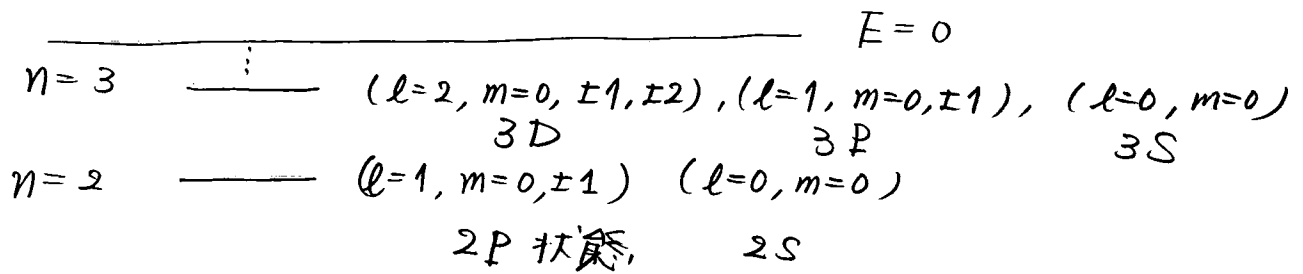 E = 0
n = 3 (l=2, m=0, ±1, ±2), (l=1, m=0, ±1), (l=0, m=0)
3D 3P 3S
n = 2 (l=1, m=0, ±1) (l=0, m=0)
2P 状態, 2S